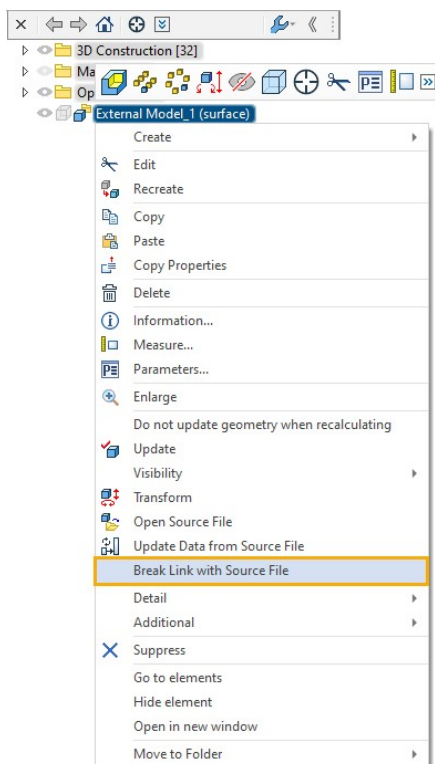 3D Construction [32]
Ma
Op
External Model_1 (surface)
Create
Edit
Recreate
Copy
Paste
Copy Properties
Delete
Information...
Measure...
Parameters...
Enlarge
Do not update geometry when recalculating
Update
Visibility
Transform
Open Source File
Update Data from Source File
Break Link with Source File
Detail
Additional
Suppress
Go to elements
Hide element
Open in new window
Move to Folder